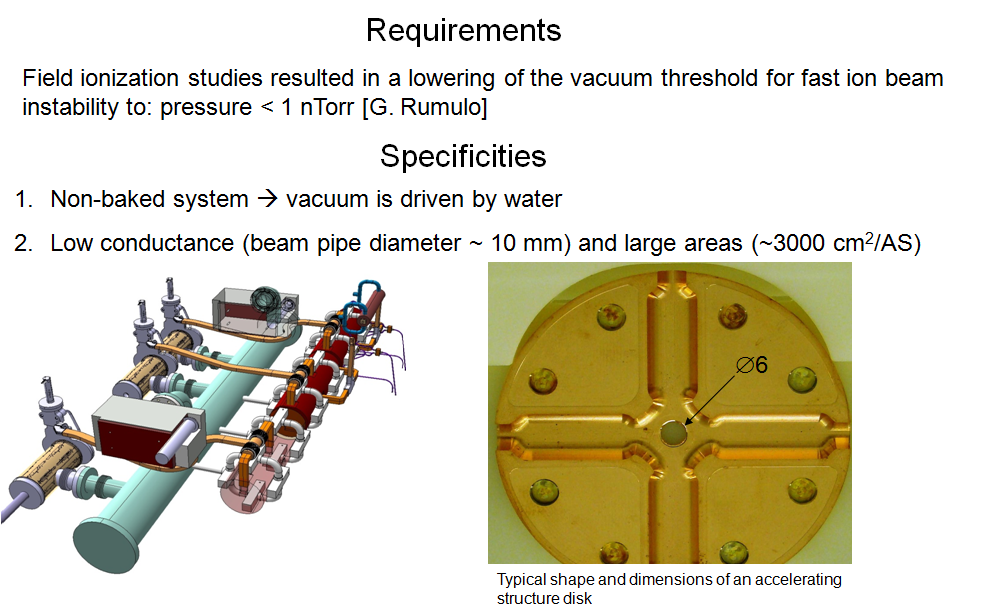 Requirements
Field ionization studies resulted in a lowering of the vacuum threshold for fast ion beam
instability to: pressure < 1 nTorr [G. Rumulo]
Specificities
1. Non-baked system → vacuum is driven by water
2. Low conductance (beam pipe diameter ~ 10 mm) and large areas (~3000 cm²/AS)
∅6
Typical shape and dimensions of an accelerating
structure disk